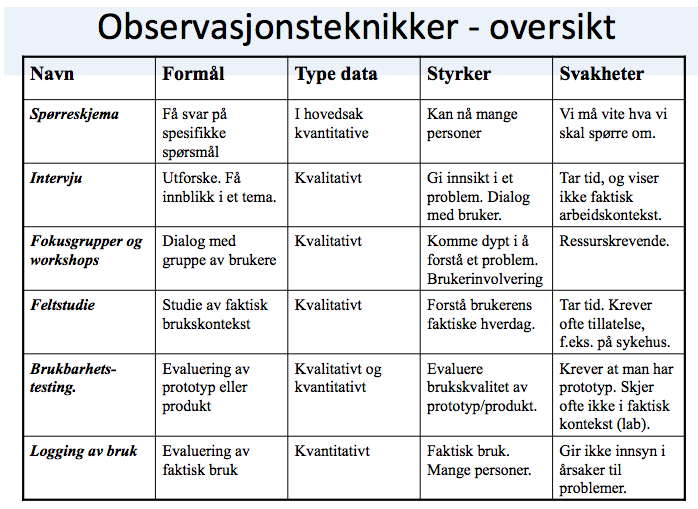 Observasjonsteknikker - oversikt
Navn
Formål
Type data
Styrker
Svakheter
Spørreskjema
Få svar på
spesifikke
spørsmål
I hovedsak
kvantitative
Kan nå mange
personer
Vi må vite hva vi
skal spørre om.
Intervju
Utforske. Få
innblikk i et tema.
Kvalitativt
Gi innsikt i et
problem. Dialog
med bruker.
Tar tid, og viser
ikke faktisk
arbeidskontekst.
Fokusgrupper og
workshops
Dialog med
gruppe av brukere
Kvalitativt
Komme dypt i å
forstå et problem.
Brukerinvolvering
Ressurskrevende.
Feltstudie
Studie av faktisk
brukskontekst
Kvalitativt
Forstå brukerens
faktiske hverdag.
Tar tid. Krever
ofte tillatelse,
f.eks. på sykehus.
Brukbarhets-
testing.
Evaluering av
prototyp eller
produkt
Kvalitativt og
kvantitativt
Evaluere
brukskvalitet av
prototyp/produkt.
Krever at man har
prototyp. Skjer
ofte ikke i faktisk
kontekst (lab).
Logging av bruk
Evaluering av
faktisk bruk
Kvantitativt
Faktisk bruk.
Mange personer.
Gir ikke innsyn i
årsaker til
problemer.